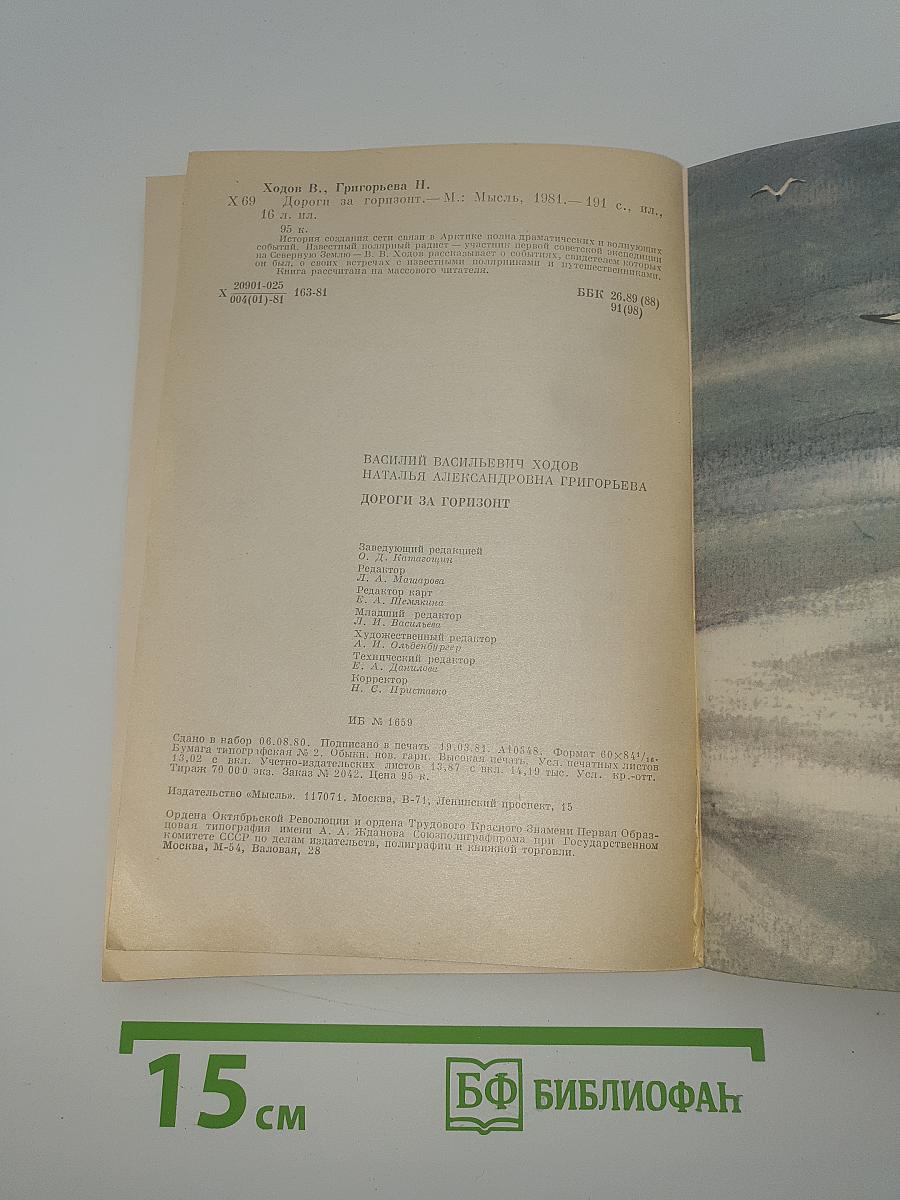 Ходов В., Григорьева Н.
Х 69 Дороги за горизонт.— М.: Мысль, 1981.— 191 с., ил.,
16 л. ил.
95 к.
История создания сети связи в Арктике полна драматических и волнующих
событий. Известный полярный радист — участник первой советской экспедиции
на Северную Землю — В. В. Ходов рассказывает о событиях, свидетелем которых
он был, о своих встречах с известными полярниками и путешественниками.
Книга рассчитана на массового читателя.
Х 20901-025/004(01)-81 163-81
ББК 26.89 (88)
91(98)
ВАСИЛИЙ ВАСИЛЬЕВИЧ ХОДОВ
НАТАЛЬЯ АЛЕКСАНДРОВНА ГРИГОРЬЕВА
ДОРОГИ ЗА ГОРИЗОНТ
Заведующий редакцией
О. Д. Катагощин
Редактор
Л. А. Машарова
Редактор карт
Е. А. Шемякина
Младший редактор
Л. И. Васильева
Художественный редактор
А. И. Ольденбургер
Технический редактор
Е. А. Данилова
Корректор
Н. С. Приставко
ИБ № 1659
Сдано в набор 06.08.80. Подписано в печать 19.03.81. А10548. Формат 60×84¹/₁₆.
Бумага типографская № 2. Обыкн. нов. гарн. Высокая печать. Усл. печатных листов
13,02 с вкл. Учетно-издательских листов 13,87 с вкл. 14,19 тыс. Усл. кр.-отт.
Тираж 70 000 экз. Заказ № 2042. Цена 95 к.
Издательство «Мысль». 117071. Москва, В-71, Ленинский проспект, 15
Ордена Октябрьской Революции и ордена Трудового Красного Знамени Первая Образ-
цовая типография имени А. А. Жданова Союзполиграфпрома при Государственном
комитете СССР по делам издательств, полиграфии и книжной торговли.
Москва, М-54, Валовая, 28
15 см
БФ БИБЛИОФАН